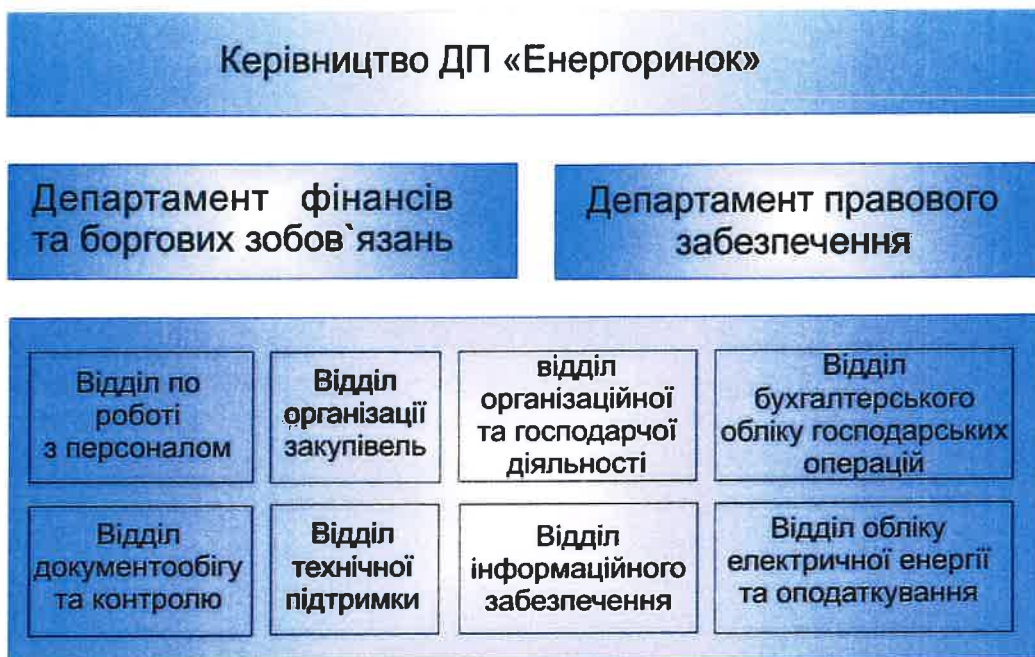 Керівництво ДП «Енергоринок»
Департамент фінансів
та боргових зобов`язань
Департамент правового
забезпечення
Відділ по
роботі
з персоналом
Відділ
організації
закупівель
відділ
організаційної
та господарчої
діяльності
Відділ
бухгалтерського
обліку господарських
операцій
Відділ
документообігу
та контролю
Відділ
технічної
підтримки
Відділ
інформаційного
забезпечення
Відділ обліку
електричної енергії
та оподаткування